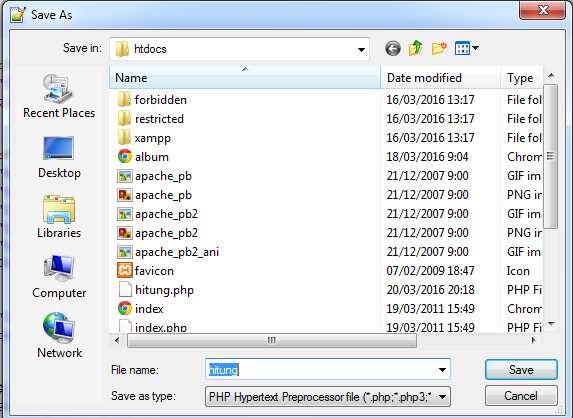 Save As
Save in: htdocs
Name Date modified Type
Recent Places
Desktop
Libraries
Computer
Network
forbidden 16/03/2016 13:17 File fol
restricted 16/03/2016 13:17 File fol
xampp 16/03/2016 13:17 File fol
album 18/03/2016 9:04 Chrom
apache_pb 21/12/2007 9:00 GIF ima
apache_pb 21/12/2007 9:00 PNG in
apache_pb2 21/12/2007 9:00 GIF ima
apache_pb2 21/12/2007 9:00 PNG in
apache_pb2_ani 21/12/2007 9:00 GIF ima
favicon 07/02/2009 18:47 Icon
hitung.php 20/03/2016 20:18 PHP Fi
index 19/03/2011 15:49 Chrom
index.php 19/03/2011 15:49 PHP Fi
File name: hitung Save
Save as type: PHP Hypertext Preprocessor file (*.php;*.php3;* Cancel